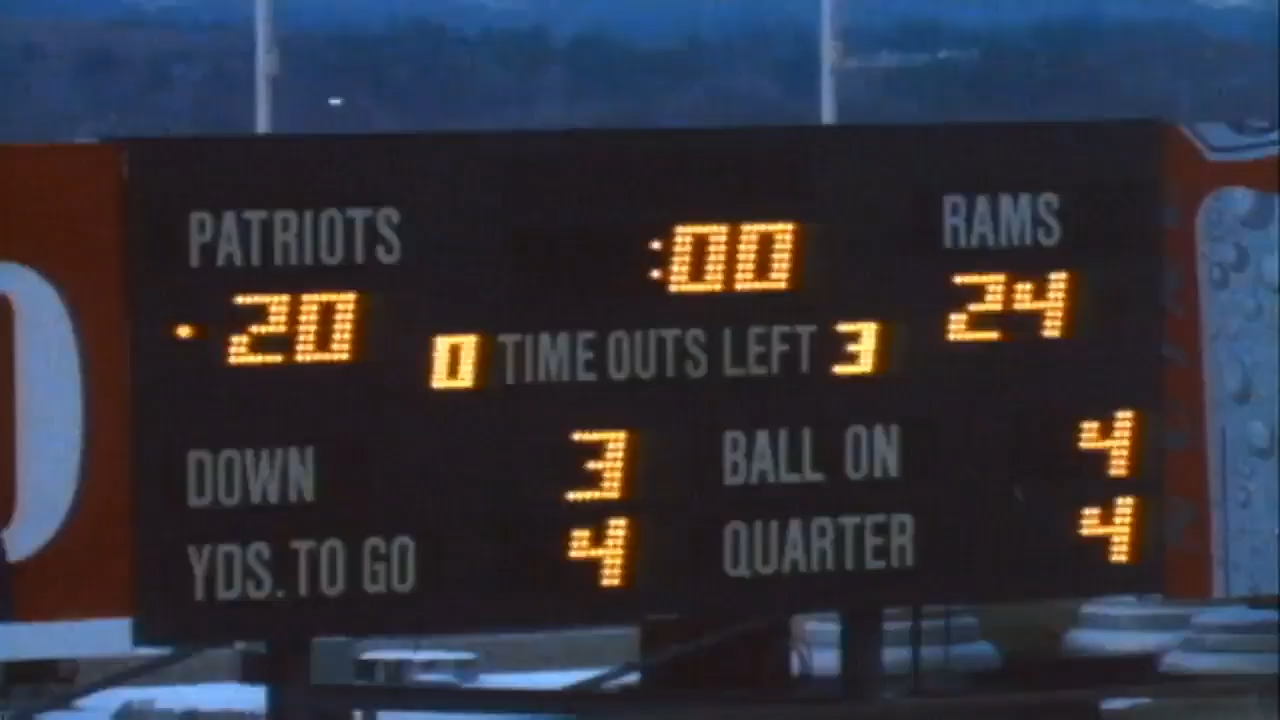 PATRIOTS :00 RAMS
20 24
0 TIME OUTS LEFT 3
DOWN 3 BALL ON 4
YDS. TO GO 4 QUARTER 4